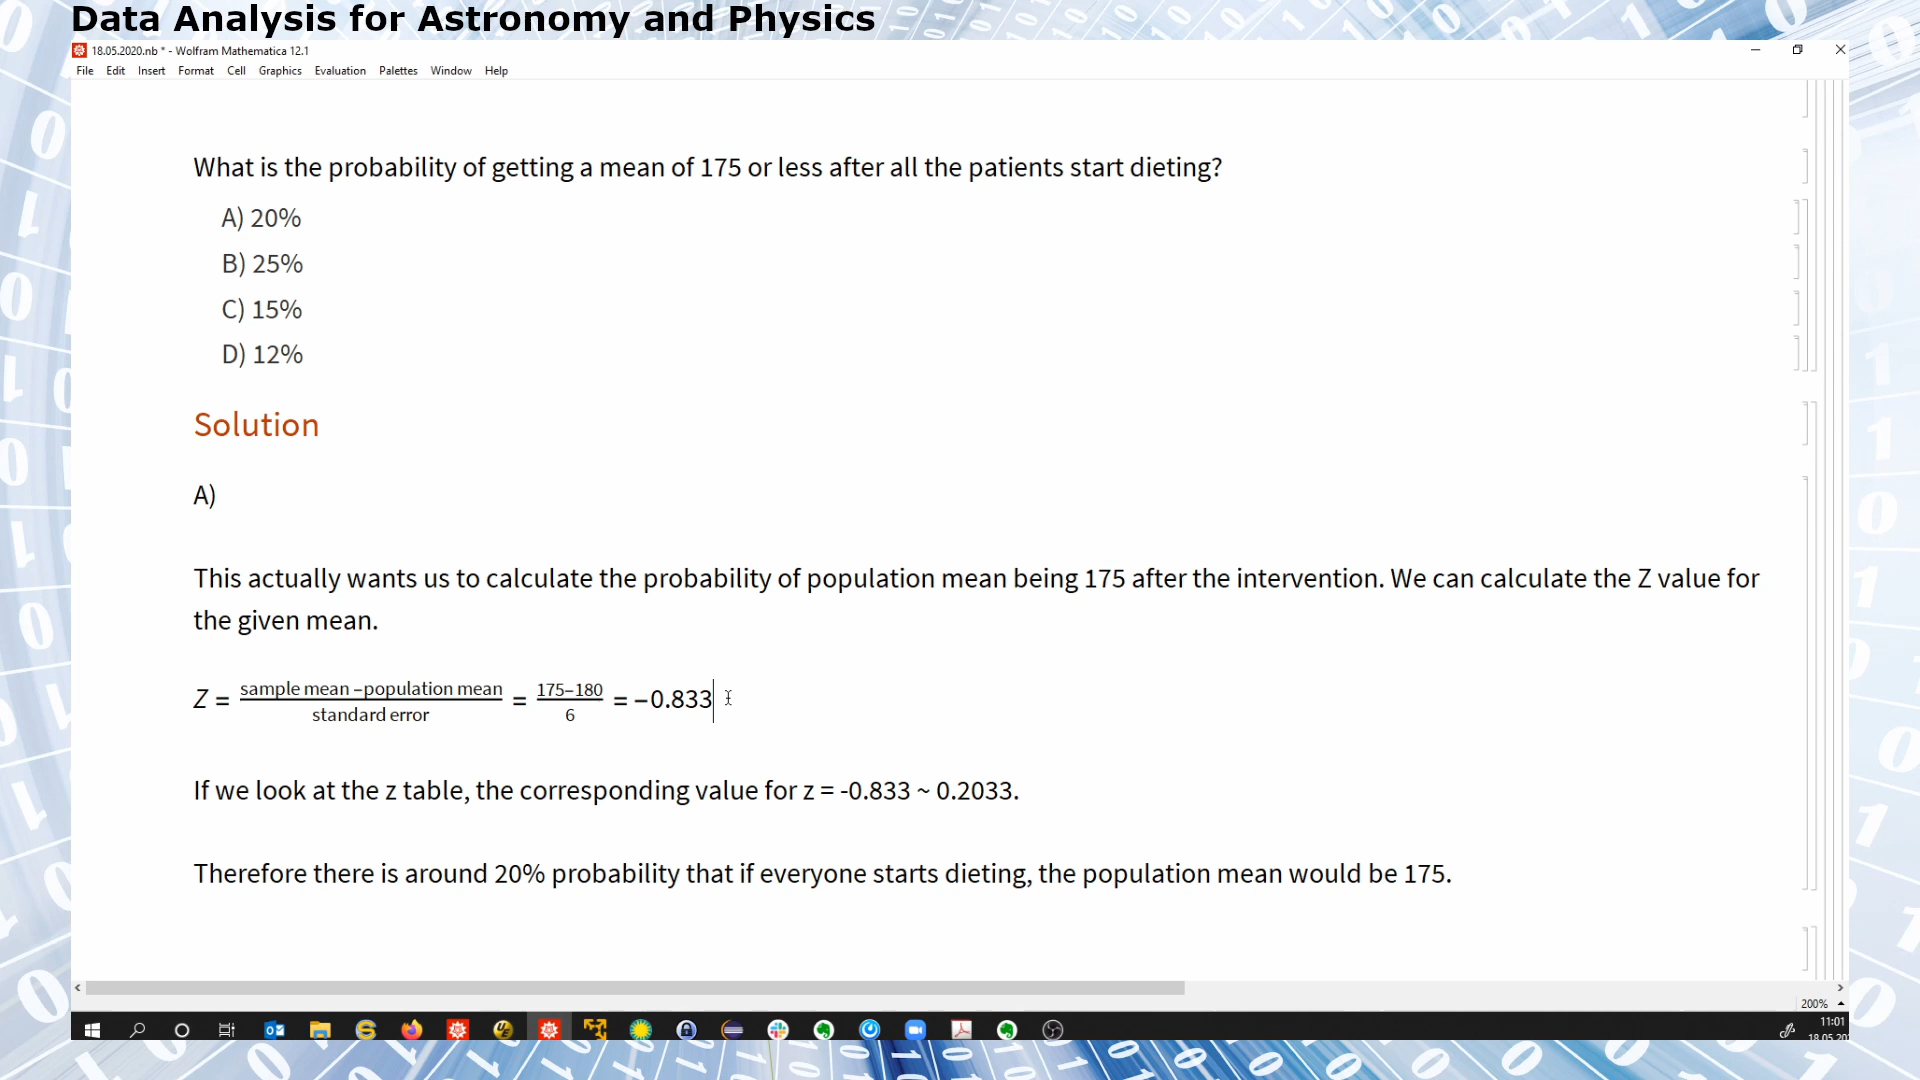 Data Analysis for Astronomy and Physics
18.05.2020.nb * - Wolfram Mathematica 12.1
File Edit Insert Format Cell Graphics Evaluation Palettes Window Help
What is the probability of getting a mean of 175 or less after all the patients start dieting?
A) 20%
B) 25%
C) 15%
D) 12%
Solution
A)
This actually wants us to calculate the probability of population mean being 175 after the intervention. We can calculate the Z value for
the given mean.
Z = sample mean –population mean / standard error = 175–180 / 6 = –0.833
If we look at the z table, the corresponding value for z = -0.833 ~ 0.2033.
Therefore there is around 20% probability that if everyone starts dieting, the population mean would be 175.
200%
11:01